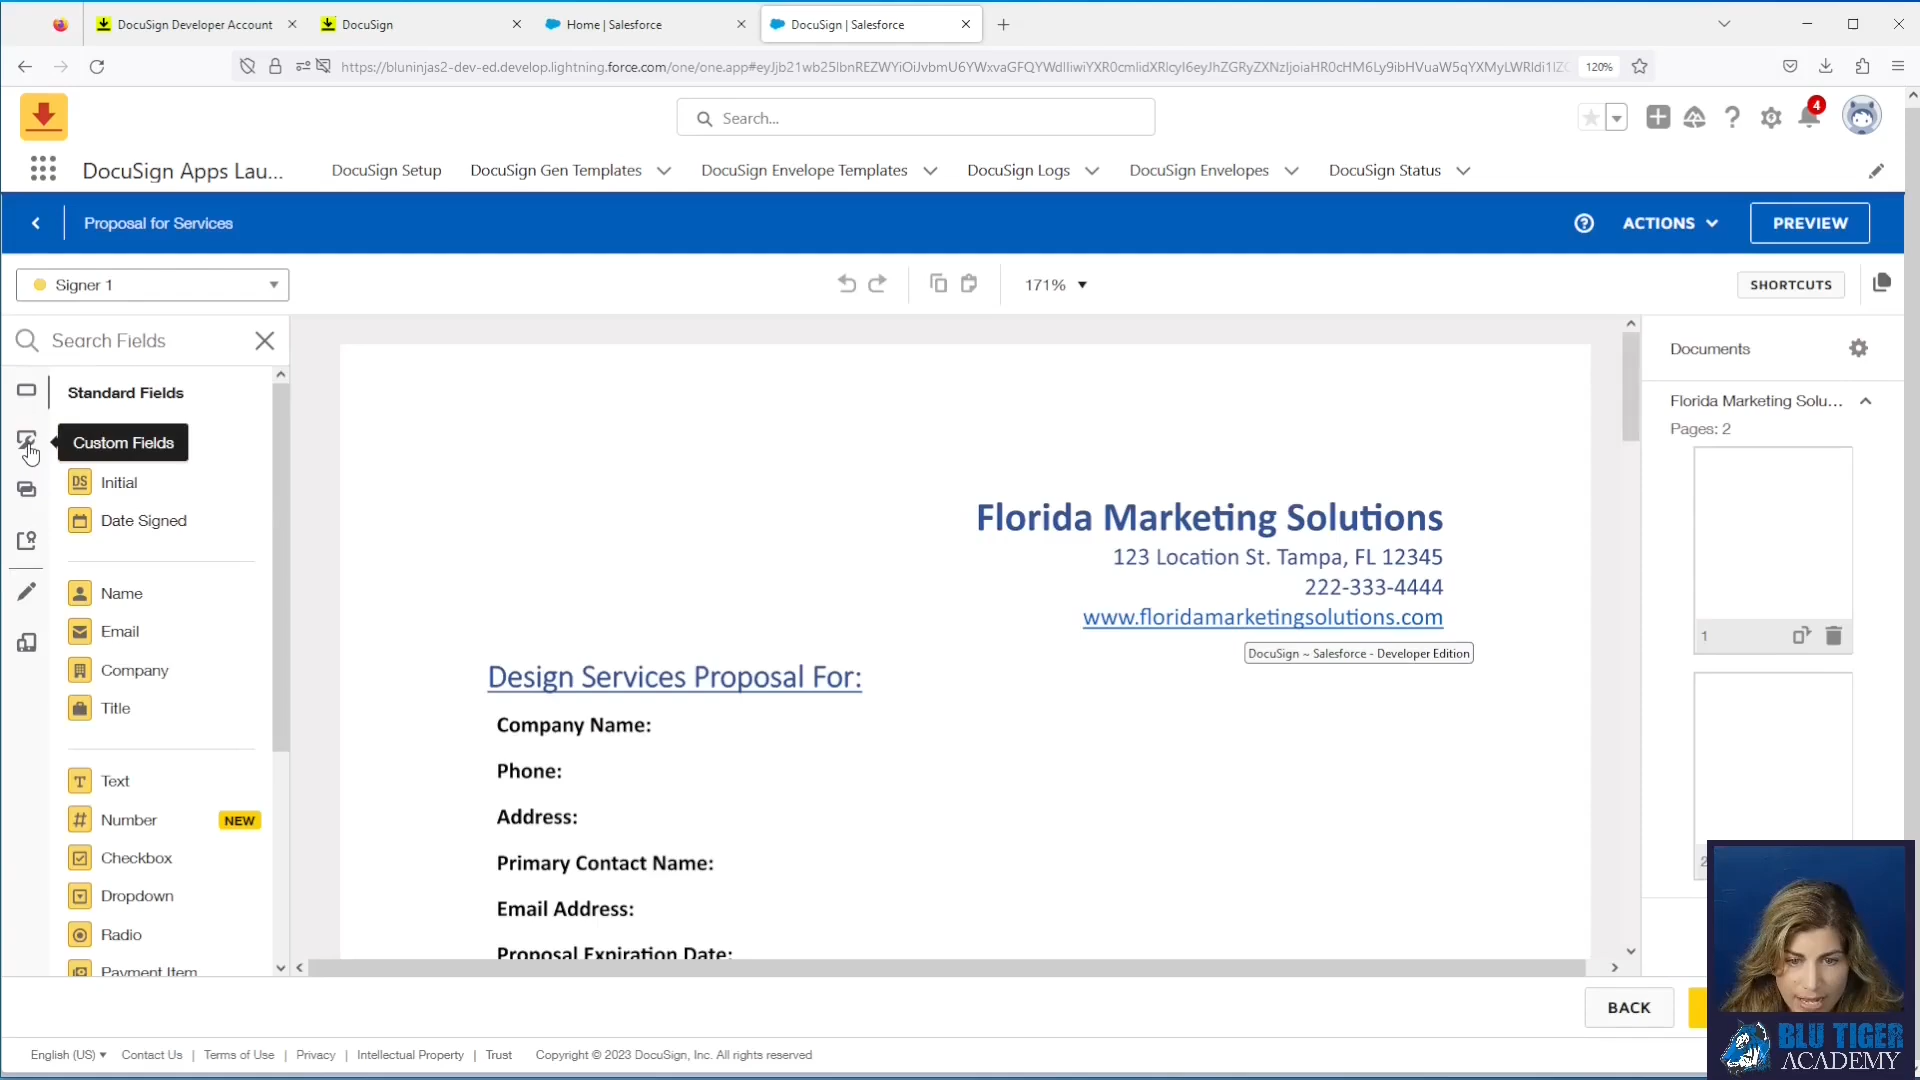 DocuSign Developer Account
DocuSign
Home | Salesforce
DocuSign | Salesforce
120%
Search...
4
DocuSign Apps Lau...
DocuSign Setup
DocuSign Gen Templates
DocuSign Envelope Templates
DocuSign Logs
DocuSign Envelopes
DocuSign Status
Proposal for Services
ACTIONS
PREVIEW
Signer 1
171%
SHORTCUTS
Search Fields
Standard Fields
Custom Fields
DS Initial
Date Signed
Name
Email
Company
Title
T Text
# Number NEW
Checkbox
Dropdown
Radio
Payment Item
Florida Marketing Solutions
123 Location St. Tampa, FL 12345
222-333-4444
www.floridamarketingsolutions.com
DocuSign ~ Salesforce - Developer Edition
Design Services Proposal For:
Company Name:
Phone:
Address:
Primary Contact Name:
Email Address:
Proposal Expiration Date:
Documents
Florida Marketing Solu...
Pages: 2
1
2
BACK
English (US) Contact Us | Terms of Use | Privacy | Intellectual Property | Trust Copyright © 2023 DocuSign, Inc. All rights reserved
BLU TIGER
ACADEMY